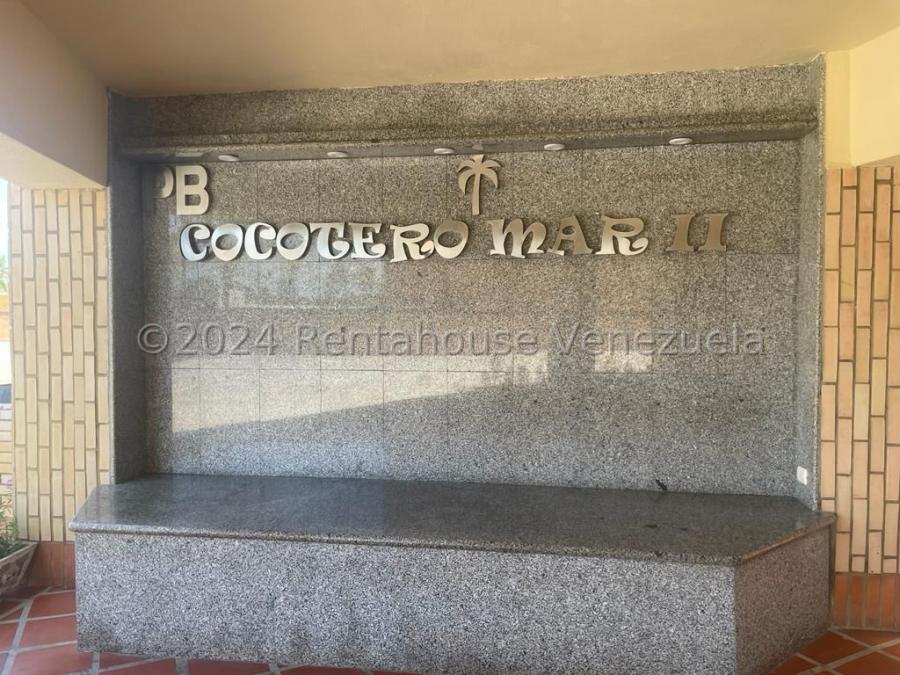 PB
COCOTERO MAR II
©2024 Rentahouse Venezuela